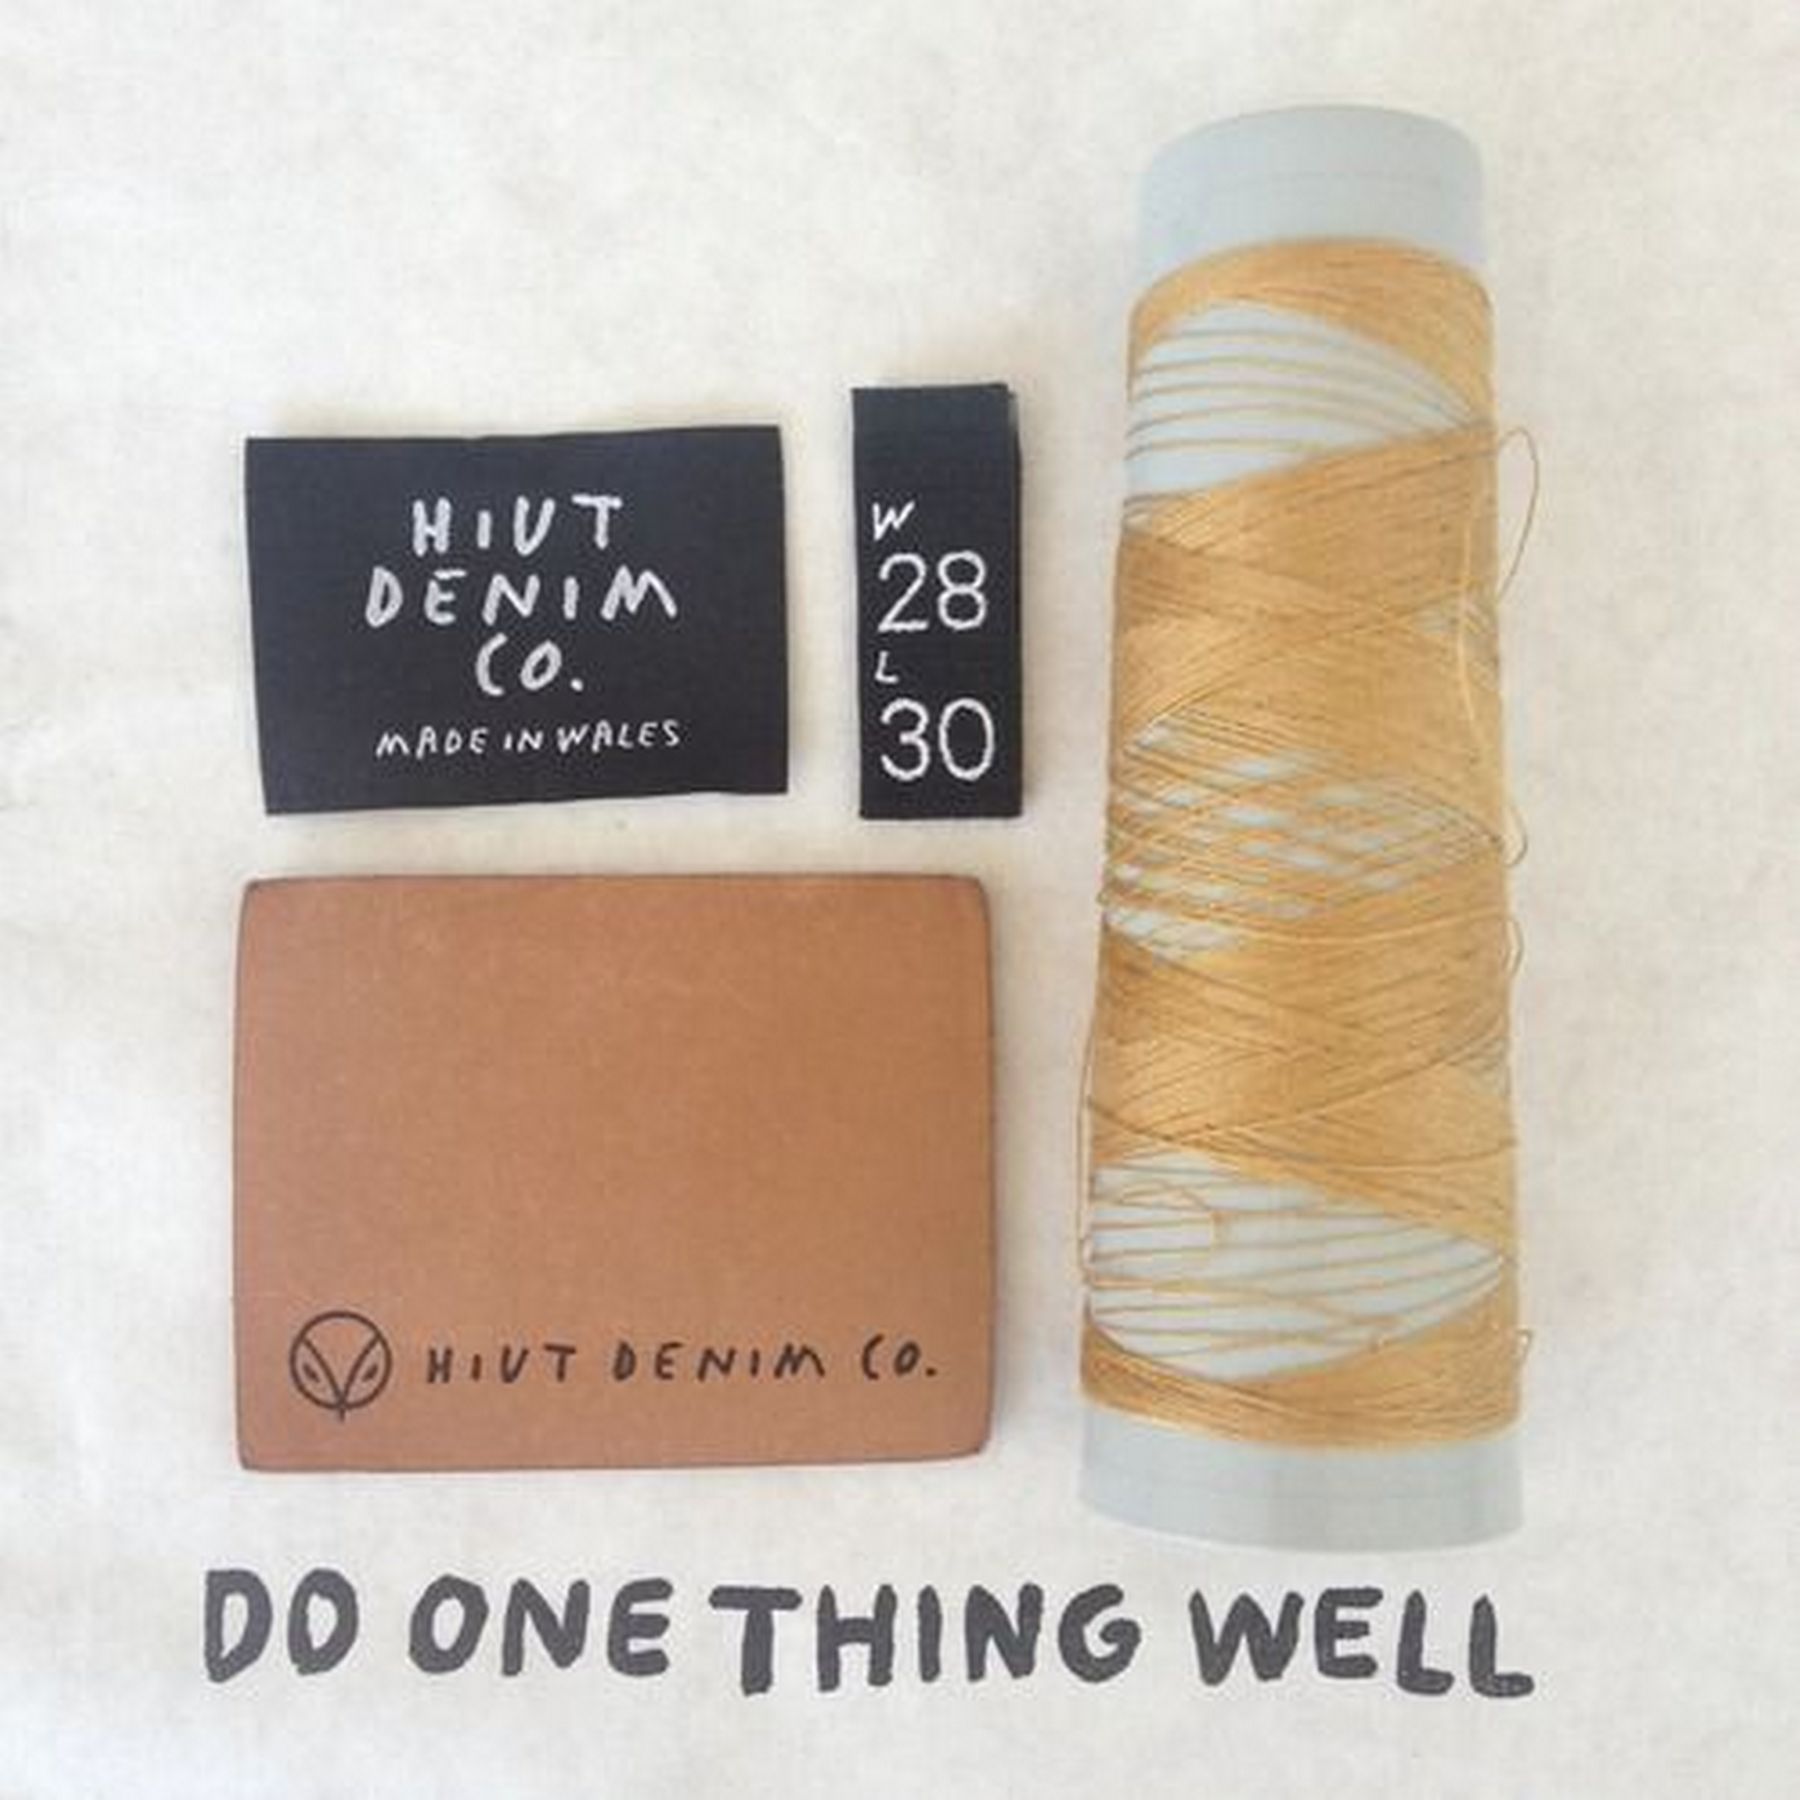 HIUT
DENIM
CO.
MADE IN WALES
W
28
L
30
HIUT DENIM CO.
DO ONE THING WELL